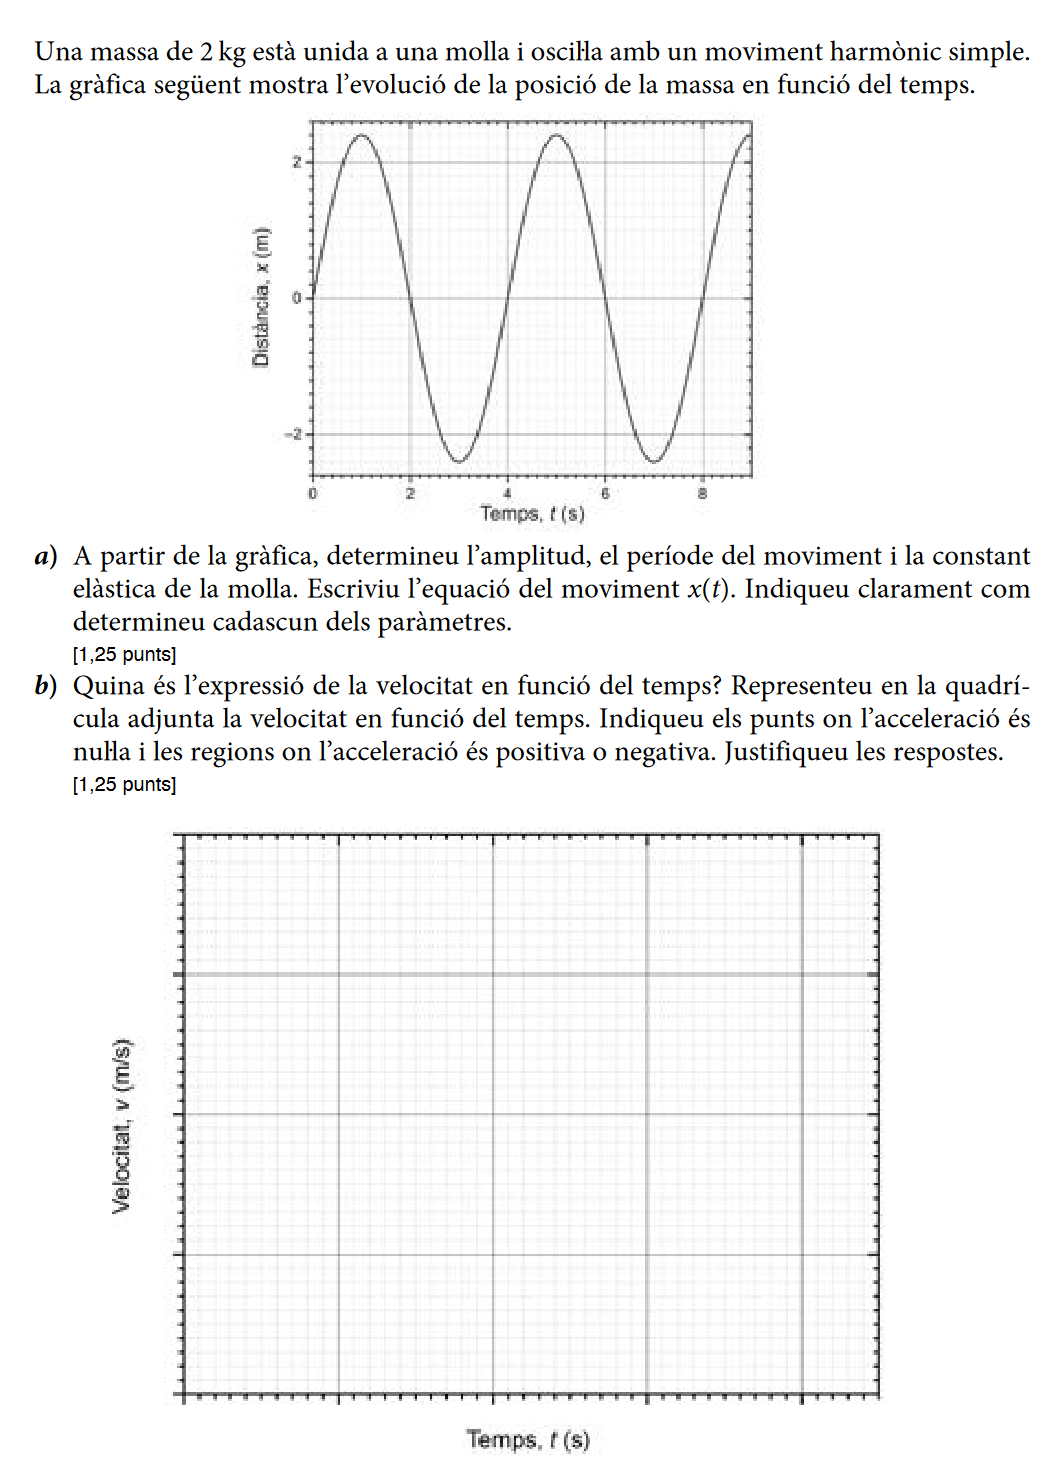 Una massa de 2 kg està unida a una molla i oscil·la amb un moviment harmònic simple.
La gràfica següent mostra l’evolució de la posició de la massa en funció del temps.
2
0
−2
Distància, x (m)
0 2 4 6 8
Temps, t (s)
a) A partir de la gràfica, determineu l’amplitud, el període del moviment i la constant
elàstica de la molla. Escriviu l’equació del moviment x(t). Indiqueu clarament com
determineu cadascun dels paràmetres.
[1,25 punts]
b) Quina és l’expressió de la velocitat en funció del temps? Representeu en la quadrí-
cula adjunta la velocitat en funció del temps. Indiqueu els punts on l’acceleració és
nul·la i les regions on l’acceleració és positiva o negativa. Justifiqueu les respostes.
[1,25 punts]
Velocitat, v (m/s)
Temps, t (s)